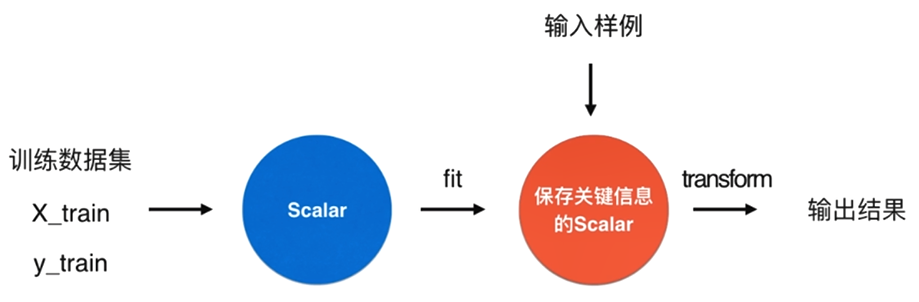 输入样例
训练数据集
X_train
y_train
Scalar
fit
保存关键信息
的Scalar
transform
输出结果